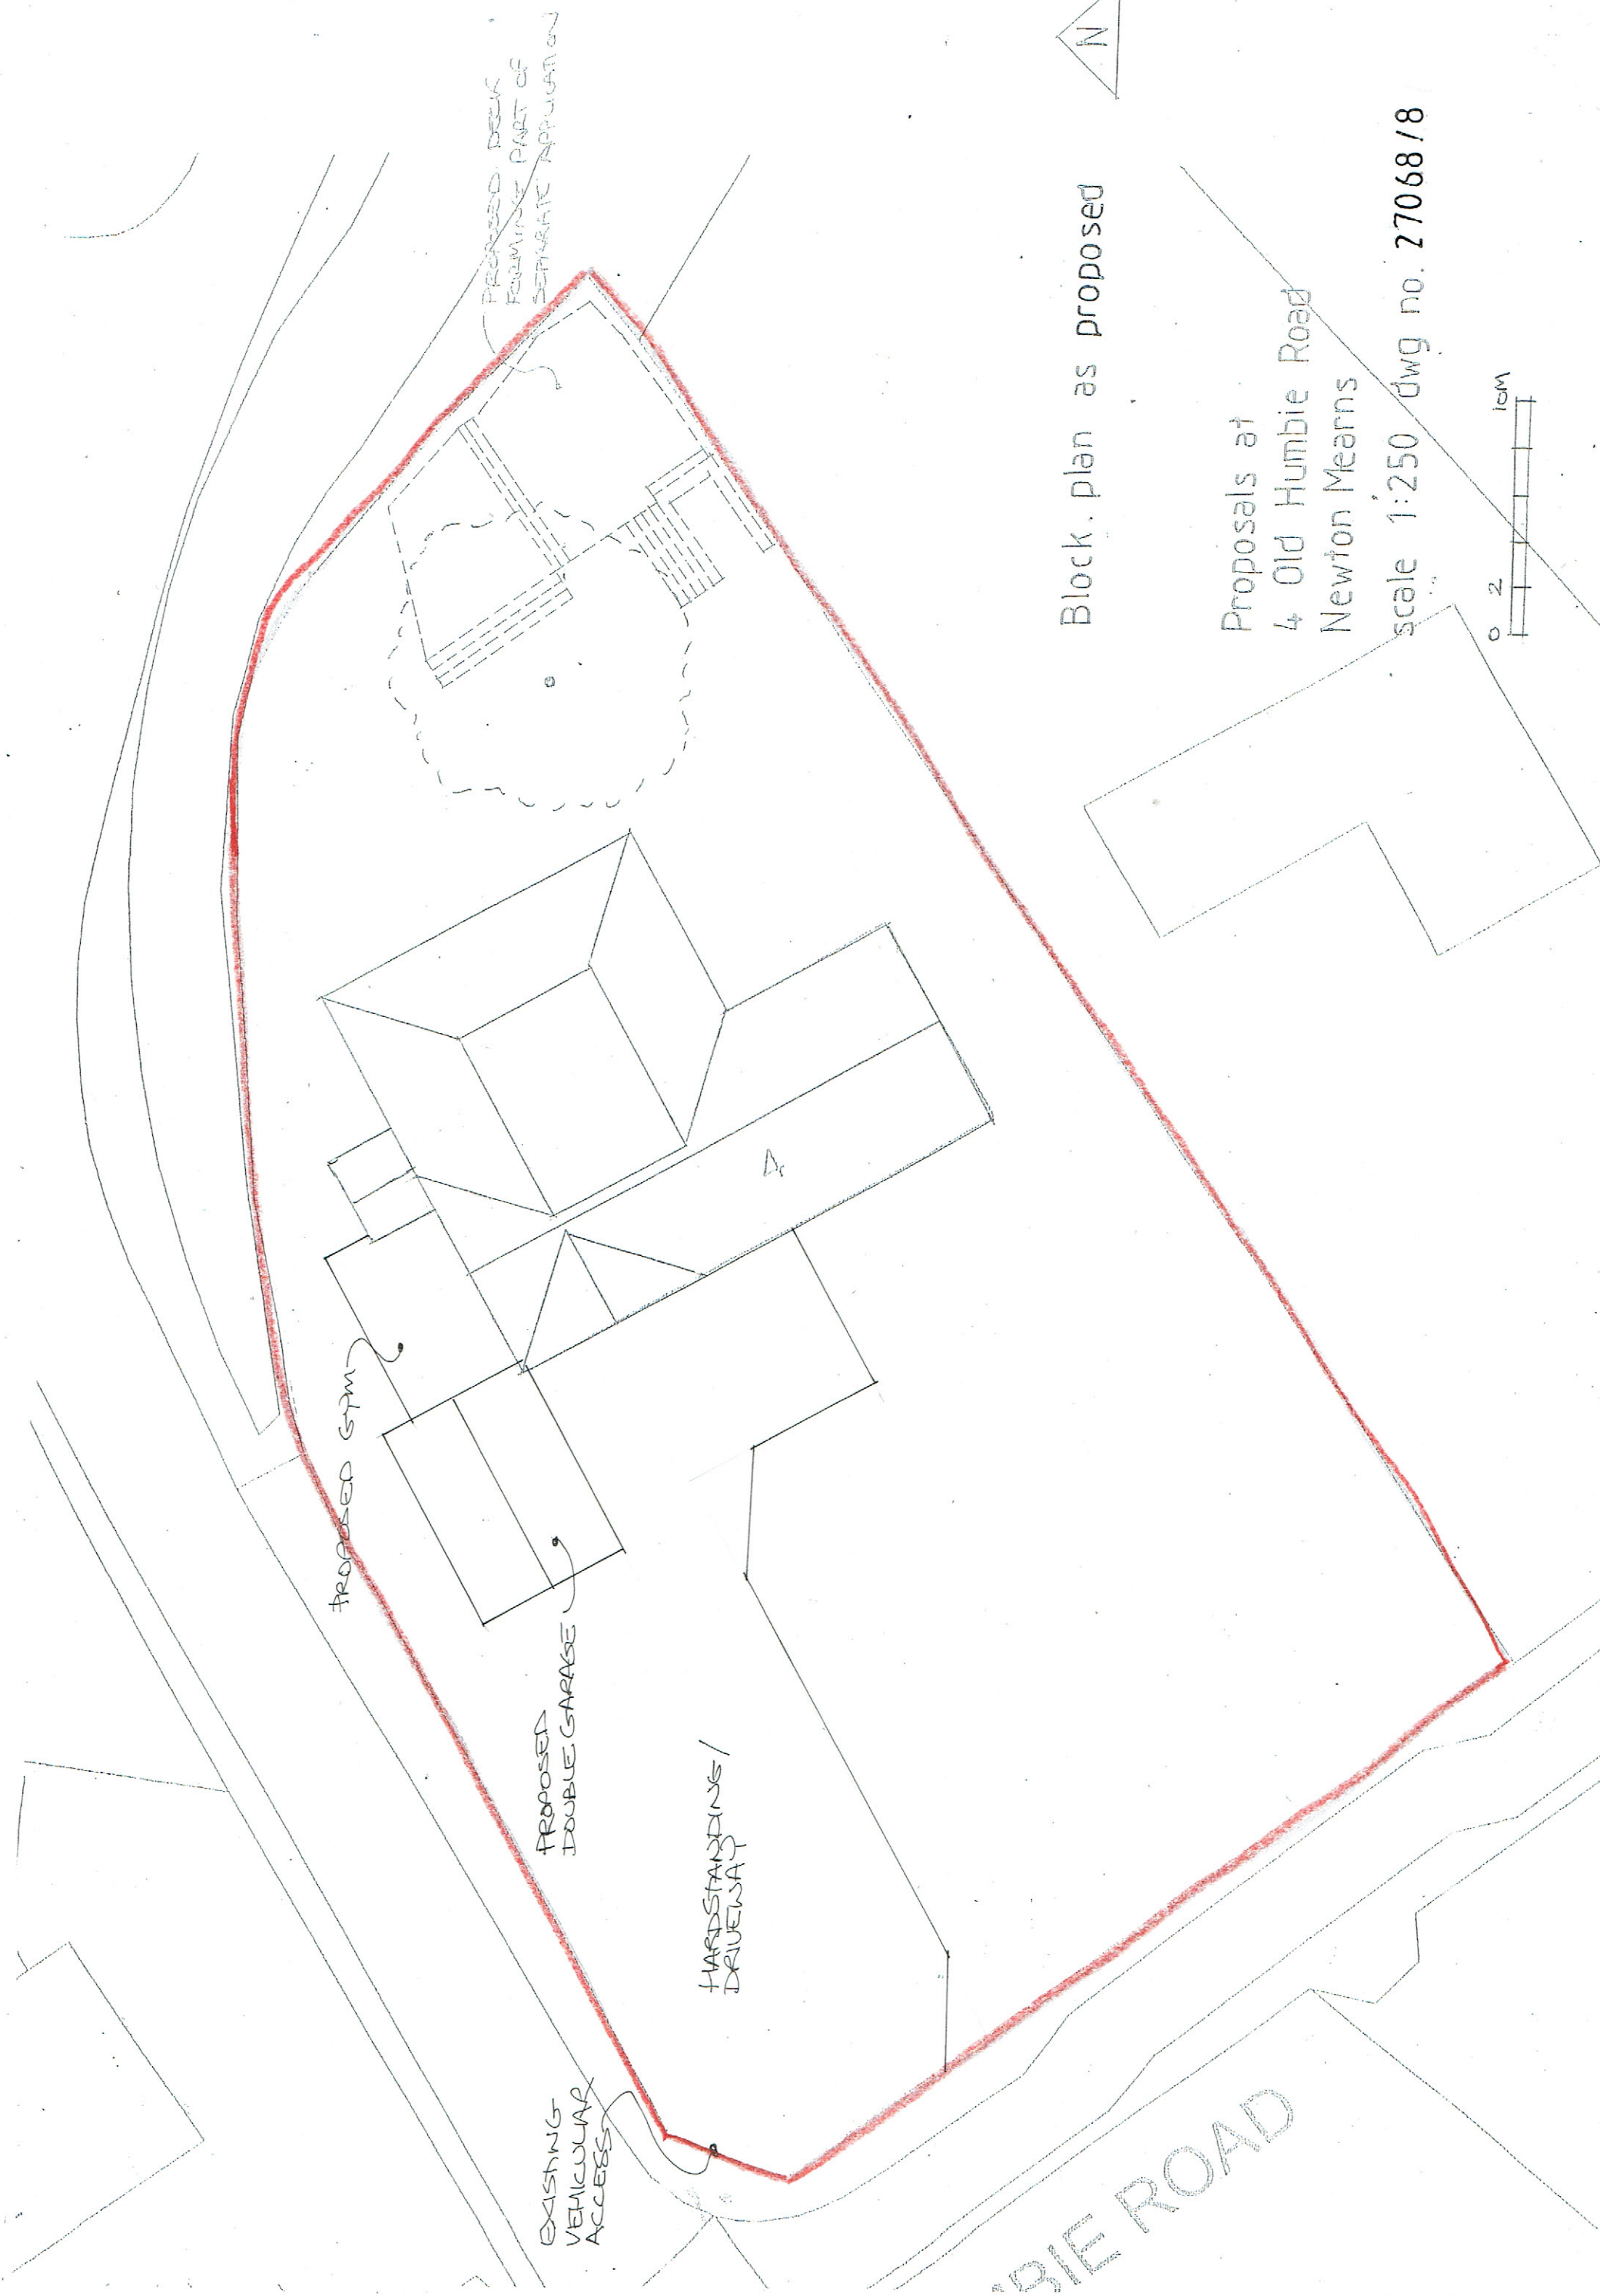 PROPOSED DECK
FORMING PART OF
SEPARATE APPLICATION
N
PROPOSED GYM
4
PROPOSED
DOUBLE GARAGE
HARDSTANDING/
DRIVEWAY
EXISTING
VEHICULAR
ACCESS
BIE ROAD
Block. plan as proposed
Proposals at
4 Old Humbie Road
Newton Mearns
scale 1:250 dwg no. 27068/8
0 2 10M